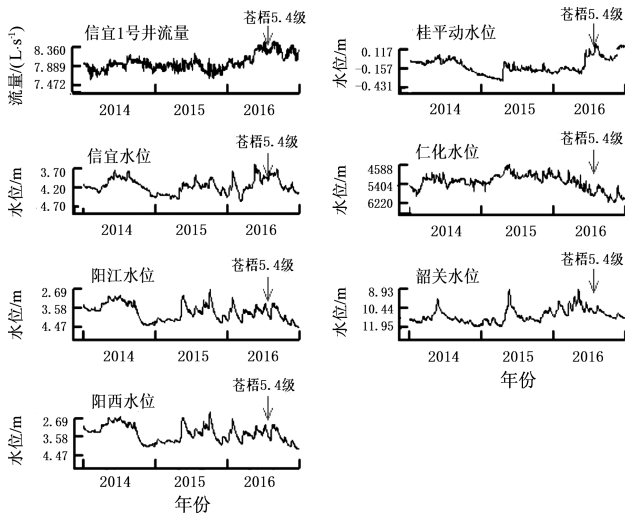 信宜1号井流量
苍梧5.4级
流量/(L·s⁻¹)
8.360
7.889
7.472
2014
2015
2016
桂平动水位
苍梧5.4级
水位/m
0.117
-0.157
-0.431
2014
2015
2016
信宜水位
苍梧5.4级
水位/m
3.70
4.20
4.70
2014
2015
2016
仁化水位
苍梧5.4级
水位/m
4588
5404
6220
2014
2015
2016
阳江水位
苍梧5.4级
水位/m
2.69
3.58
4.47
2014
2015
2016
韶关水位
苍梧5.4级
水位/m
8.93
10.44
11.95
2014
2015
2016
年份
阳西水位
苍梧5.4级
水位/m
2.69
3.58
4.47
2014
2015
2016
年份